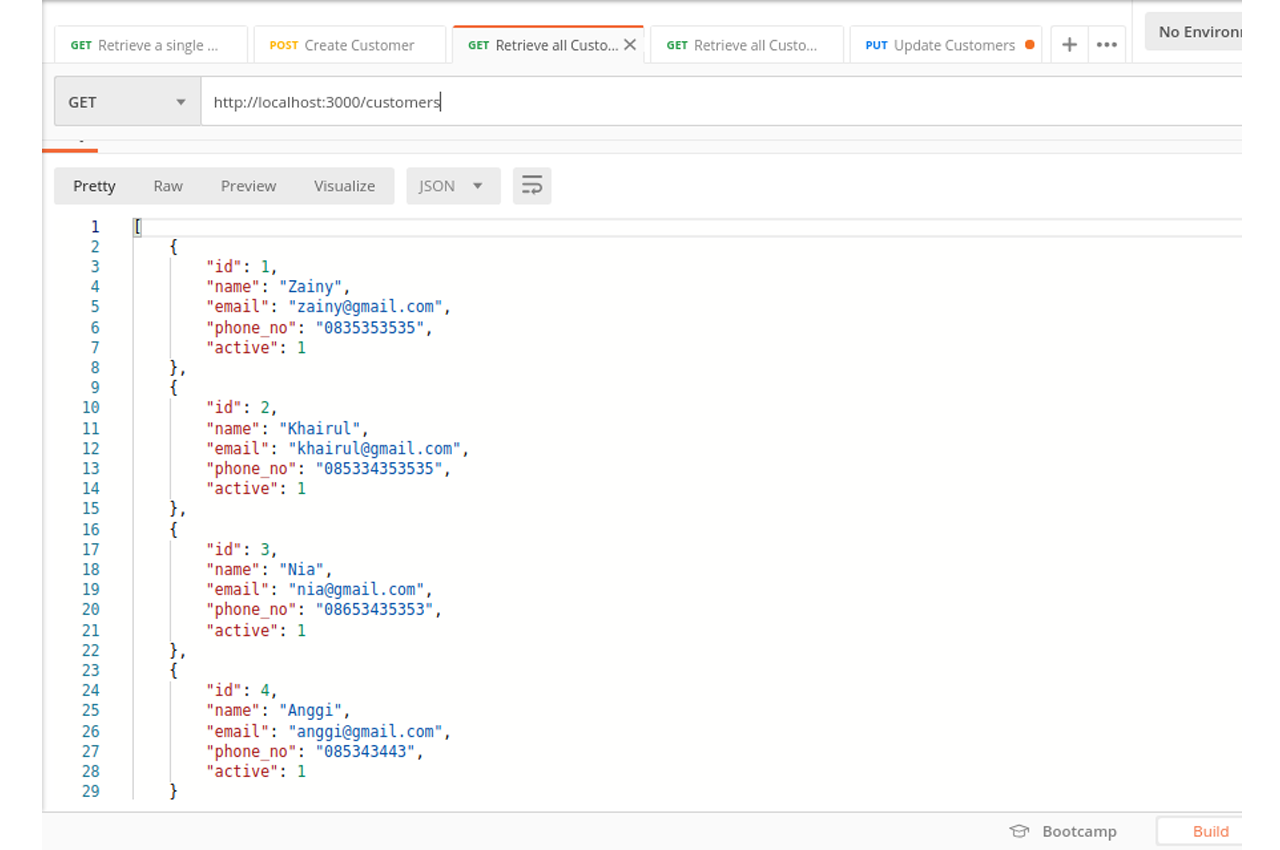 GET Retrieve a single ... POST Create Customer GET Retrieve all Custo... GET Retrieve all Custo... PUT Update Customers + ••• No Environ
GET http://localhost:3000/customers
Pretty Raw Preview Visualize JSON
1 [
2 {
3 "id": 1,
4 "name": "Zainy",
5 "email": "zainy@gmail.com",
6 "phone_no": "0835353535",
7 "active": 1
8 },
9 {
10 "id": 2,
11 "name": "Khairul",
12 "email": "khairul@gmail.com",
13 "phone_no": "085334353535",
14 "active": 1
15 },
16 {
17 "id": 3,
18 "name": "Nia",
19 "email": "nia@gmail.com",
20 "phone_no": "08653435353",
21 "active": 1
22 },
23 {
24 "id": 4,
25 "name": "Anggi",
26 "email": "anggi@gmail.com",
27 "phone_no": "085343443",
28 "active": 1
29 }
Bootcamp Build